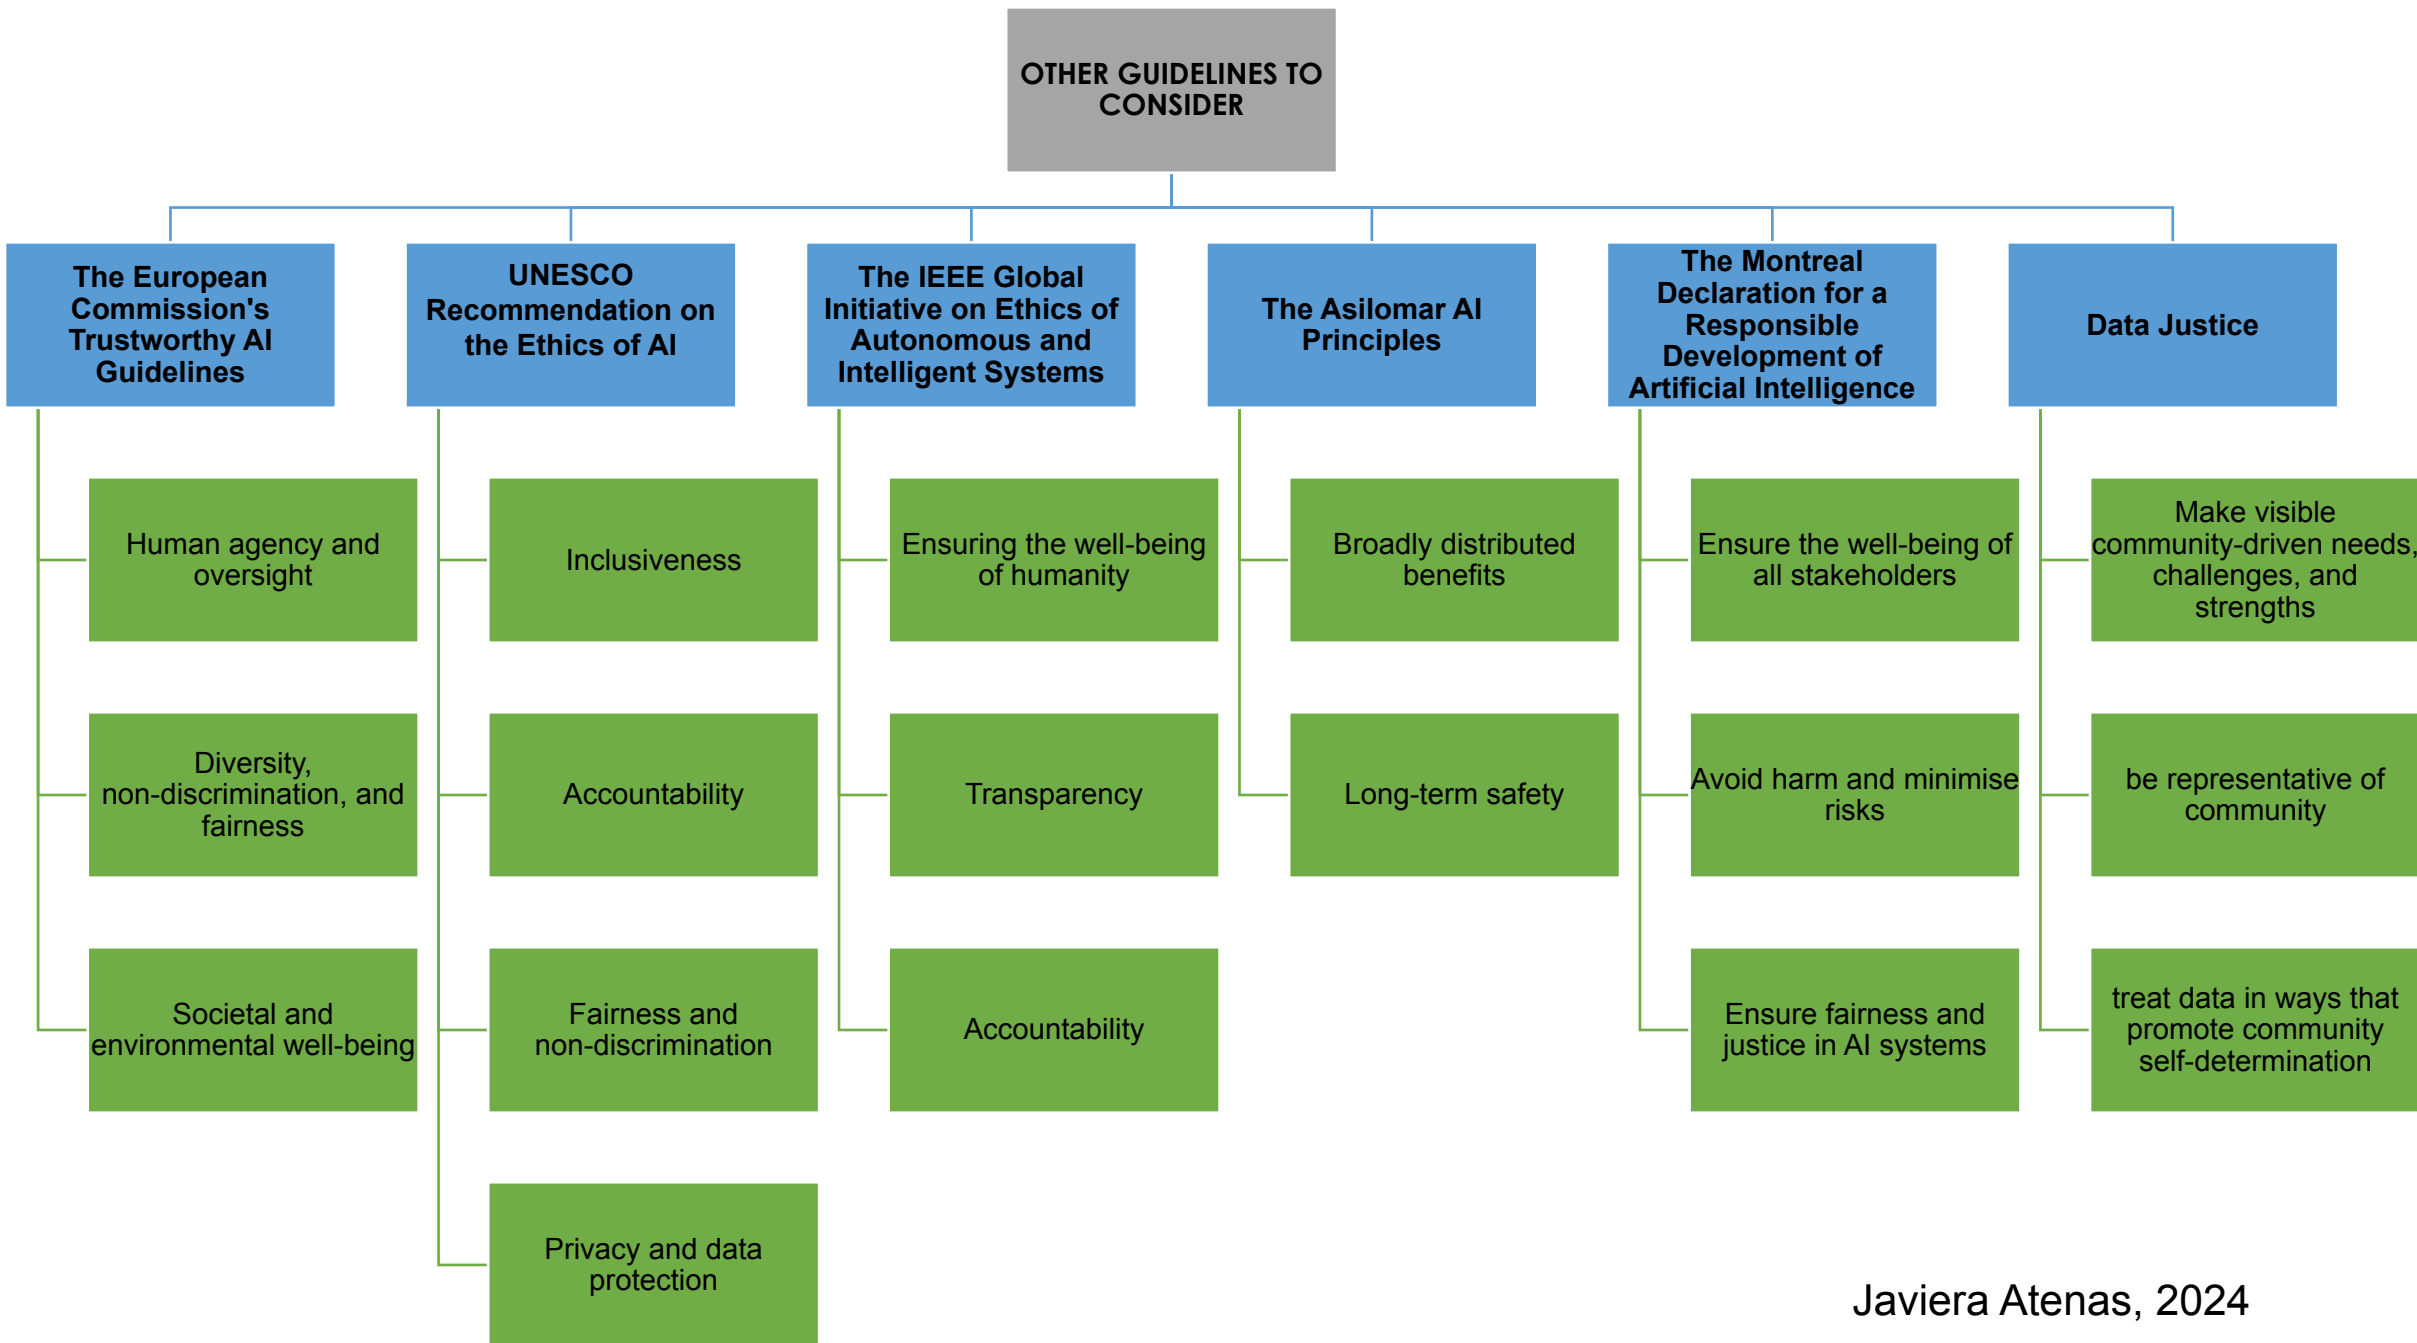 OTHER GUIDELINES TO
CONSIDER
The European
Commission's
Trustworthy AI
Guidelines
Human agency and
oversight
Diversity,
non-discrimination, and
fairness
Societal and
environmental well-being
UNESCO
Recommendation on
the Ethics of AI
Inclusiveness
Accountability
Fairness and
non-discrimination
Privacy and data
protection
The IEEE Global
Initiative on Ethics of
Autonomous and
Intelligent Systems
Ensuring the well-being
of humanity
Transparency
Accountability
The Asilomar AI
Principles
Broadly distributed
benefits
Long-term safety
The Montreal
Declaration for a
Responsible
Development of
Artificial Intelligence
Ensure the well-being of
all stakeholders
Avoid harm and minimise
risks
Ensure fairness and
justice in AI systems
Data Justice
Make visible
community-driven needs,
challenges, and
strengths
be representative of
community
treat data in ways that
promote community
self-determination
Javiera Atenas, 2024